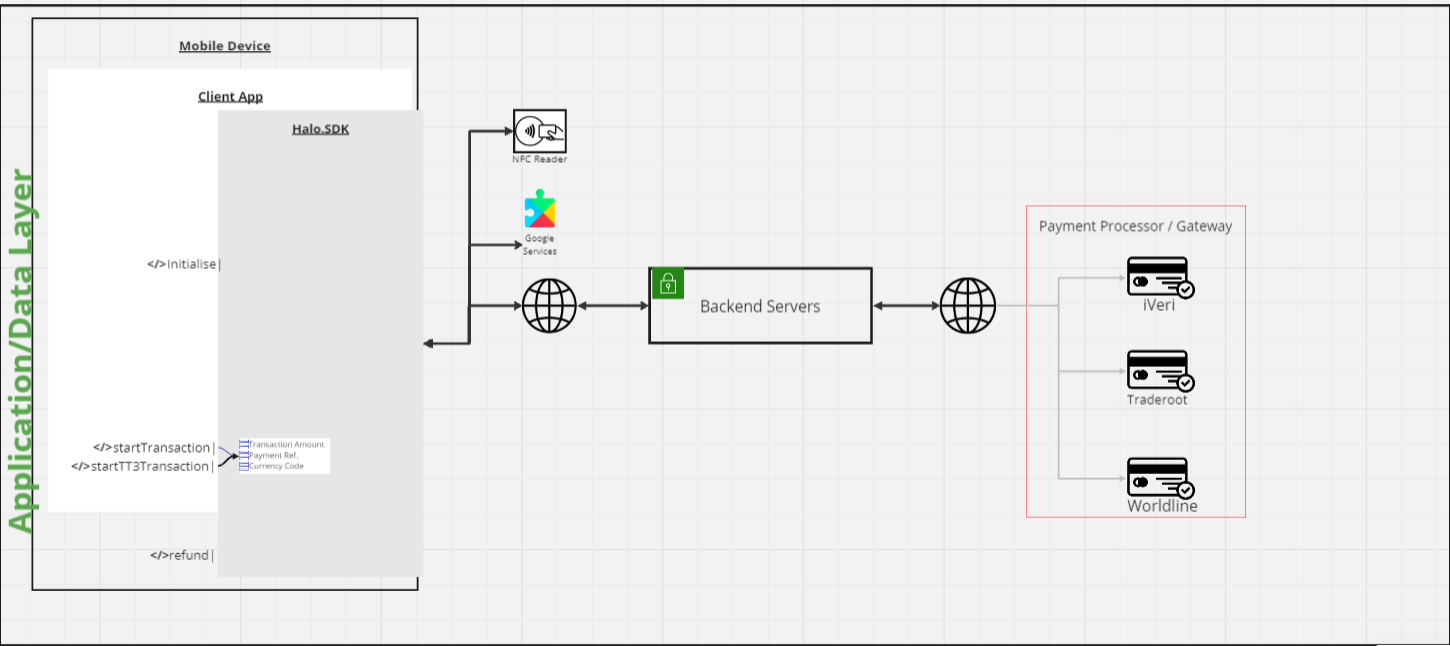 Application/Data Layer
Mobile Device
Client App
Halo.SDK
</>Initialise|
</>startTransaction|
</>startTT3Transaction|
Transaction Amount
Payment Ref.
Currency Code
</>refund|
NFC Reader
Google
Services
Backend Servers
Payment Processor / Gateway
iVeri
Traderoot
Worldline